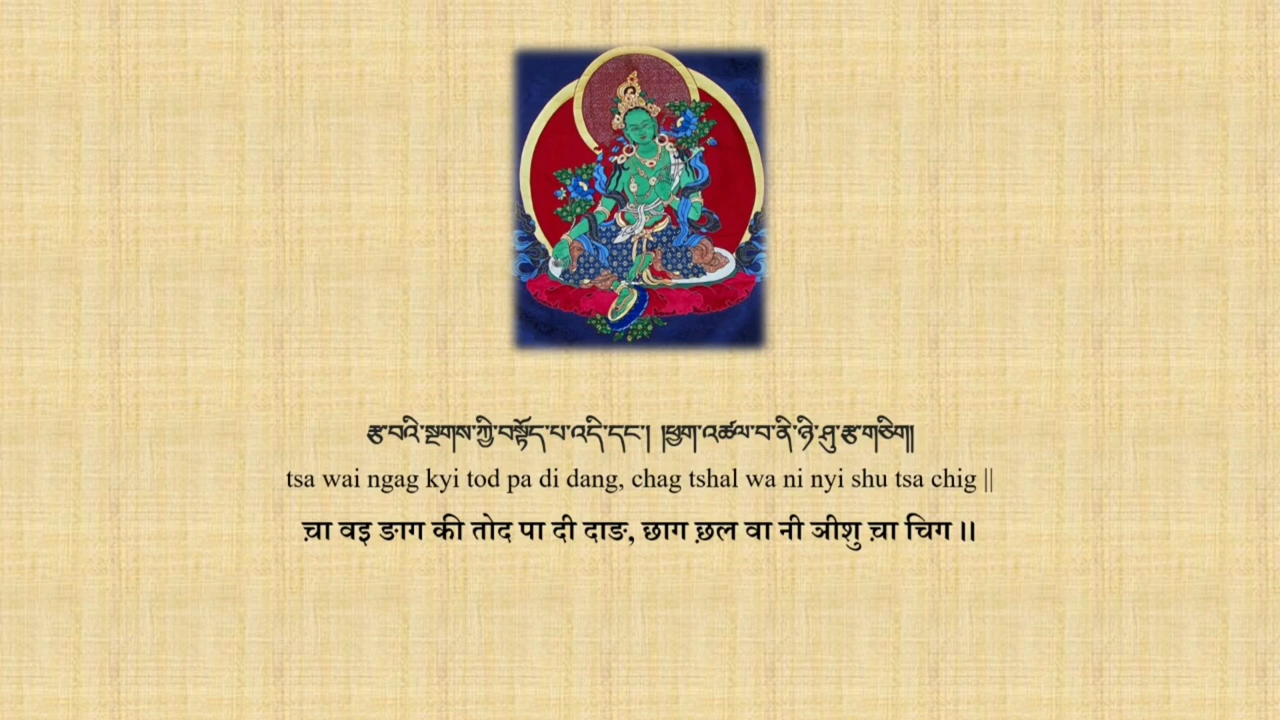 རྩ་བའི་སྔགས་ཀྱི་བསྟོད་པ་འདི་དང་། །ཕྱག་འཚལ་བ་ནི་ཉི་ཤུ་རྩ་གཅིག།
tsa wai ngag kyi tod pa di dang, chag tshal wa ni nyi shu tsa chig ||
च़ा वइ ङाग की तोद पा दी दाङ, छाग छ़ल वा नी ञीशु च़ा चिग ।।